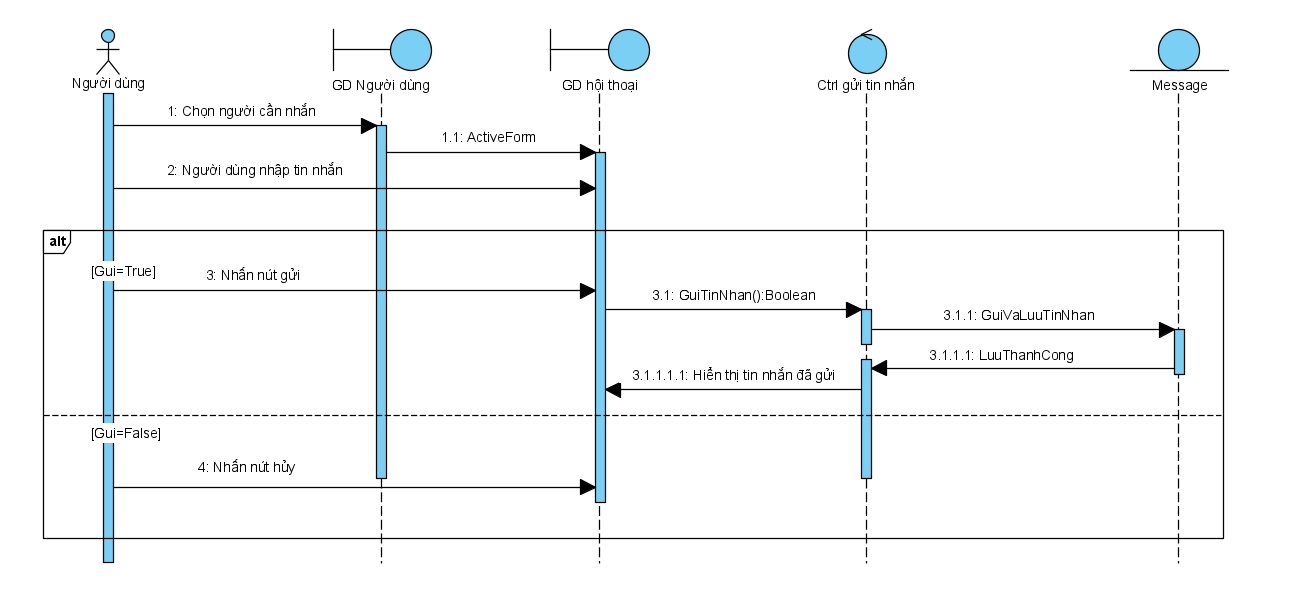 Người dùng
GD Người dùng
GD hội thoại
Ctrl gửi tin nhắn
Message
1: Chọn người cần nhắn
1.1: ActiveForm
2: Người dùng nhập tin nhắn
alt
[Gui=True]
3: Nhấn nút gửi
3.1: GuiTinNhan():Boolean
3.1.1: GuiVaLuuTinNhan
3.1.1.1: LuuThanhCong
3.1.1.1.1: Hiển thị tin nhắn đã gửi
[Gui=False]
4: Nhấn nút hủy